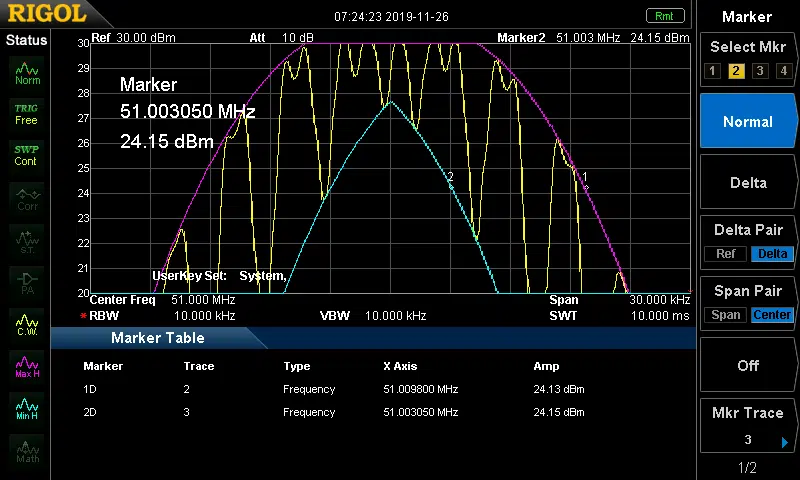 RIGOL 07:24:23 2019-11-26 Rmt Marker
Status Ref 30.00 dBm Att 10 dB Marker2 51.003 MHz 24.15 dBm
Select Mkr
1 2 3 4
Norm
TRIG
Free
SWP
Cont
Corr
S.T.
PA
C.W.
Max H
Min H
Math
30
29
28
27
26
25
24
23
22
21
20
Marker
51.003050 MHz
24.15 dBm
2
1
UserKey Set: System,
Center Freq 51.000 MHz Span 30.000 kHz
*RBW 10.000 kHz VBW 10.000 kHz SWT 10.000 ms
Marker Table
Marker Trace Type X Axis Amp
1D 2 Frequency 51.009800 MHz 24.13 dBm
2D 3 Frequency 51.003050 MHz 24.15 dBm
Normal
Delta
Delta Pair
Ref Delta
Span Pair
Span Center
Off
Mkr Trace
3
1/2